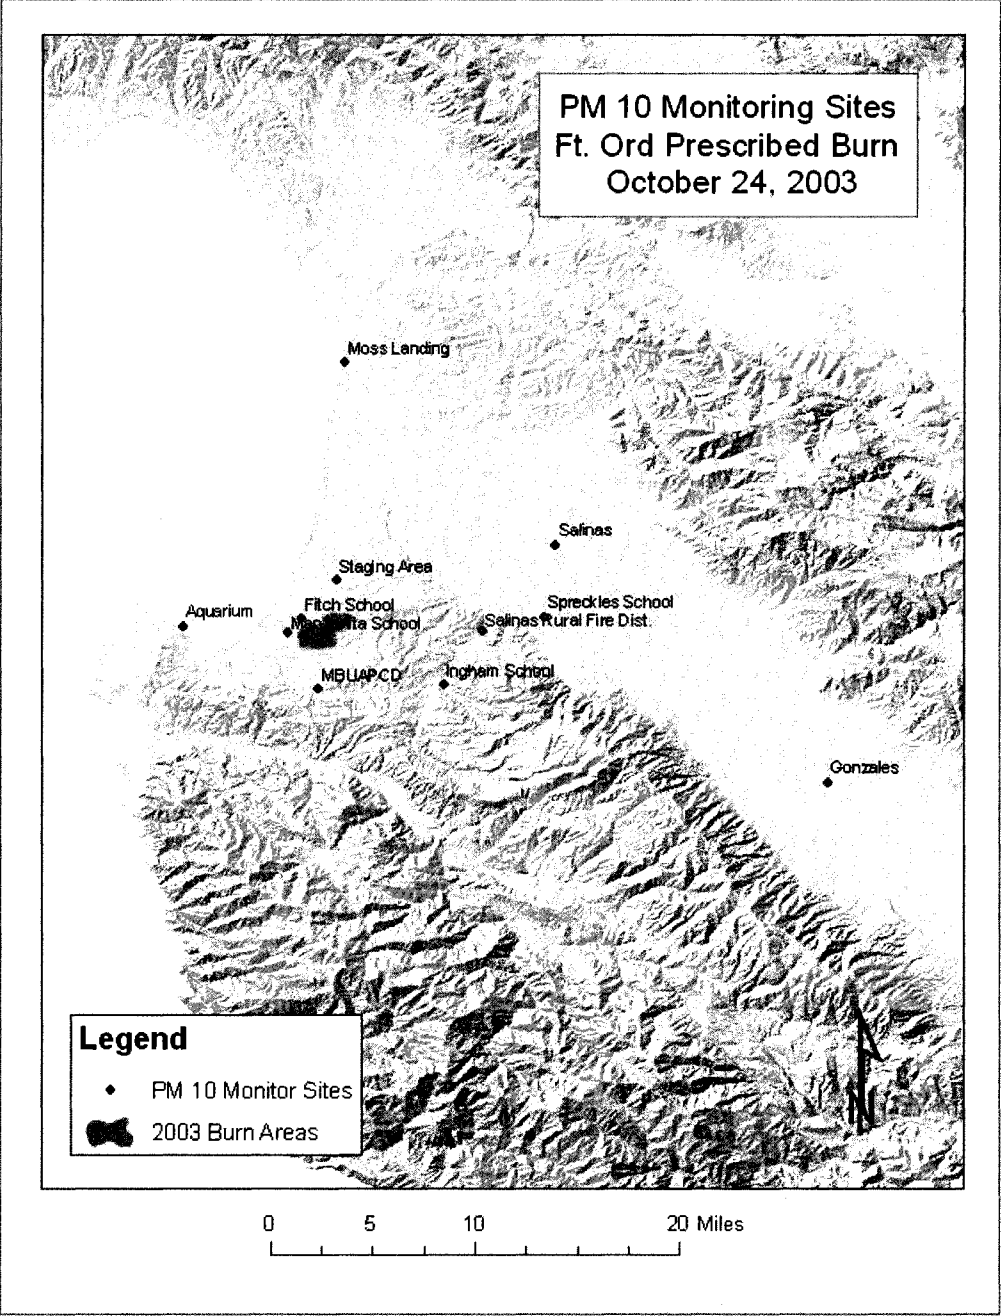 PM 10 Monitoring Sites
Ft. Ord Prescribed Burn
October 24, 2003
Moss Landing
Salinas
Staging Area
Fitch School
Spreckles School
Aquarium
School
Salinas Rural Fire Dist.
MBUAPCD
Ingham School
Gonzales
Legend
PM 10 Monitor Sites
2003 Burn Areas
N
0 5 10 20 Miles